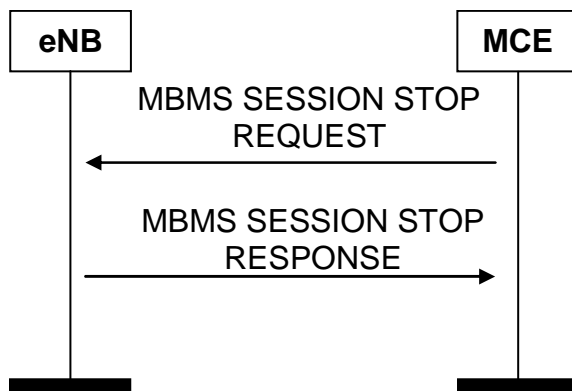 eNB
MCE
MBMS SESSION STOP
REQUEST
MBMS SESSION STOP
RESPONSE